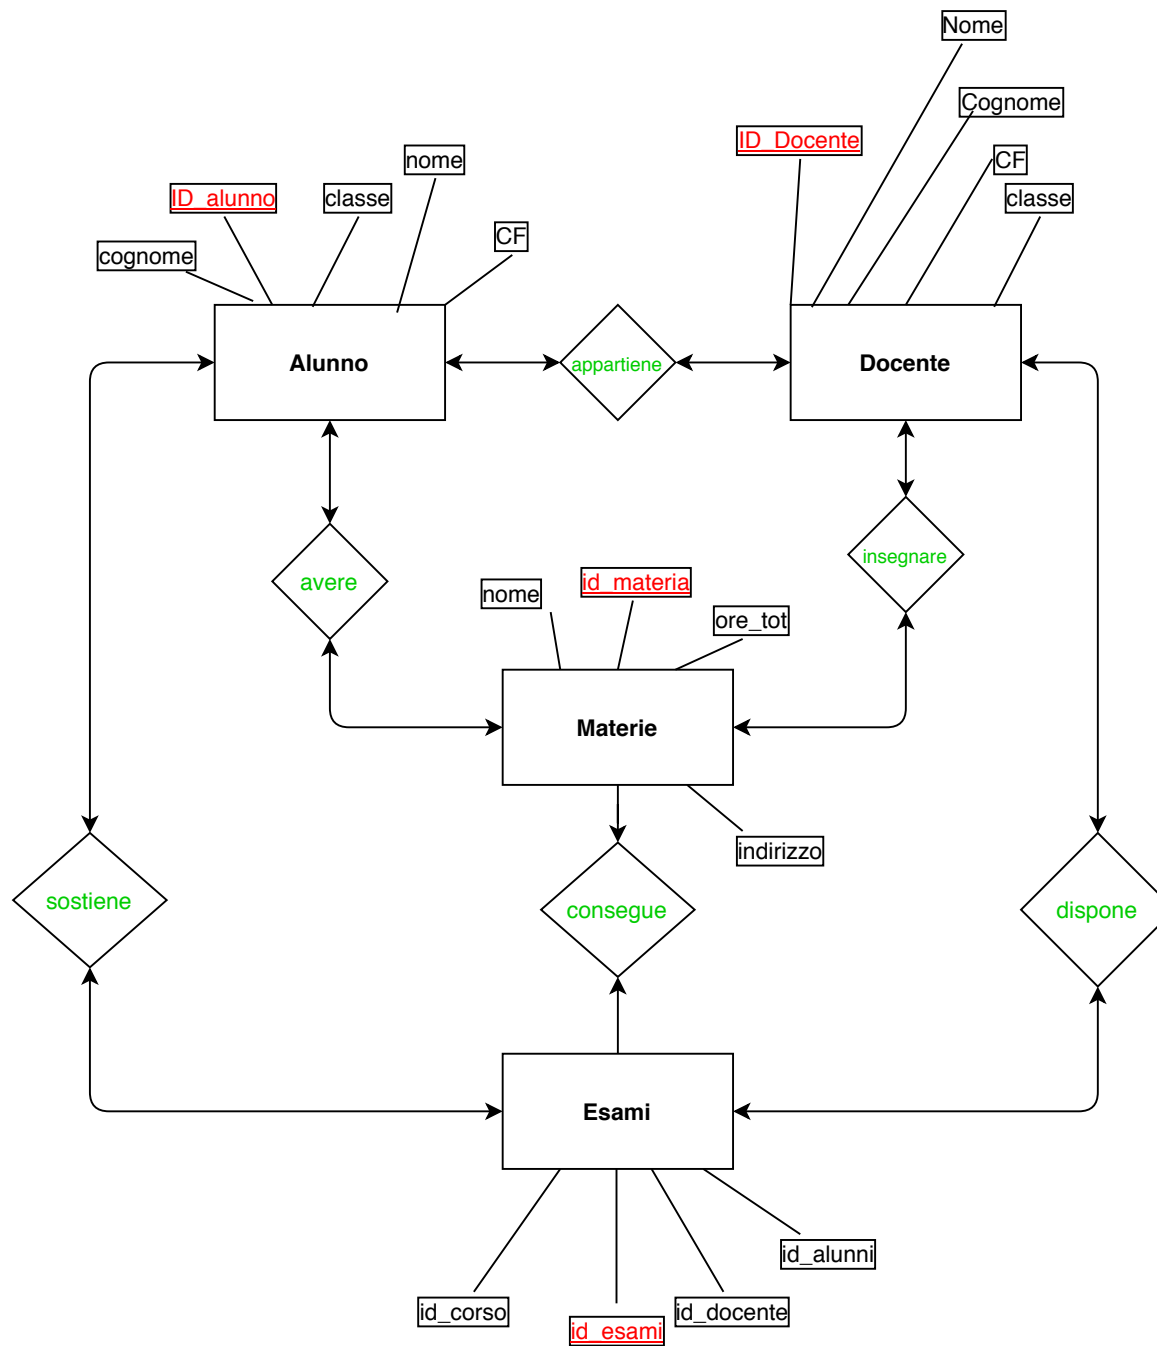 Nome
Cognome
ID_Docente
nome
CF
ID_alunno
classe
classe
CF
cognome
Alunno
appartiene
Docente
insegnare
avere
id_materia
nome
ore_tot
Materie
indirizzo
sostiene
consegue
dispone
Esami
id_alunni
id_corso
id_docente
id_esami